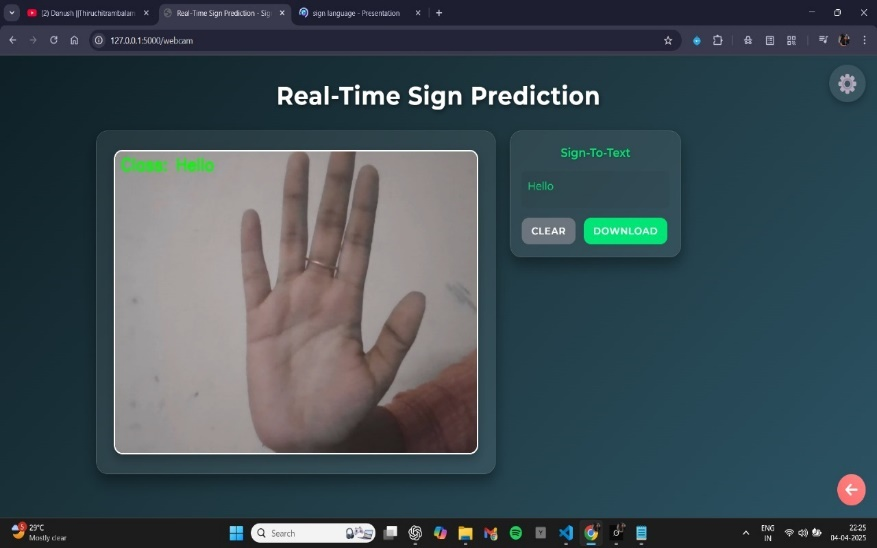 (2) Danush ||Thiruchitrambalam
Real-Time Sign Prediction - Sig
sign language - Presentation
127.0.0.1:5000/webcam
Real-Time Sign Prediction
Class: Hello
Sign-To-Text
Hello
CLEAR
DOWNLOAD
5
29°C
Mostly clear
Search
ENG
IN
22:25
04-04-2025